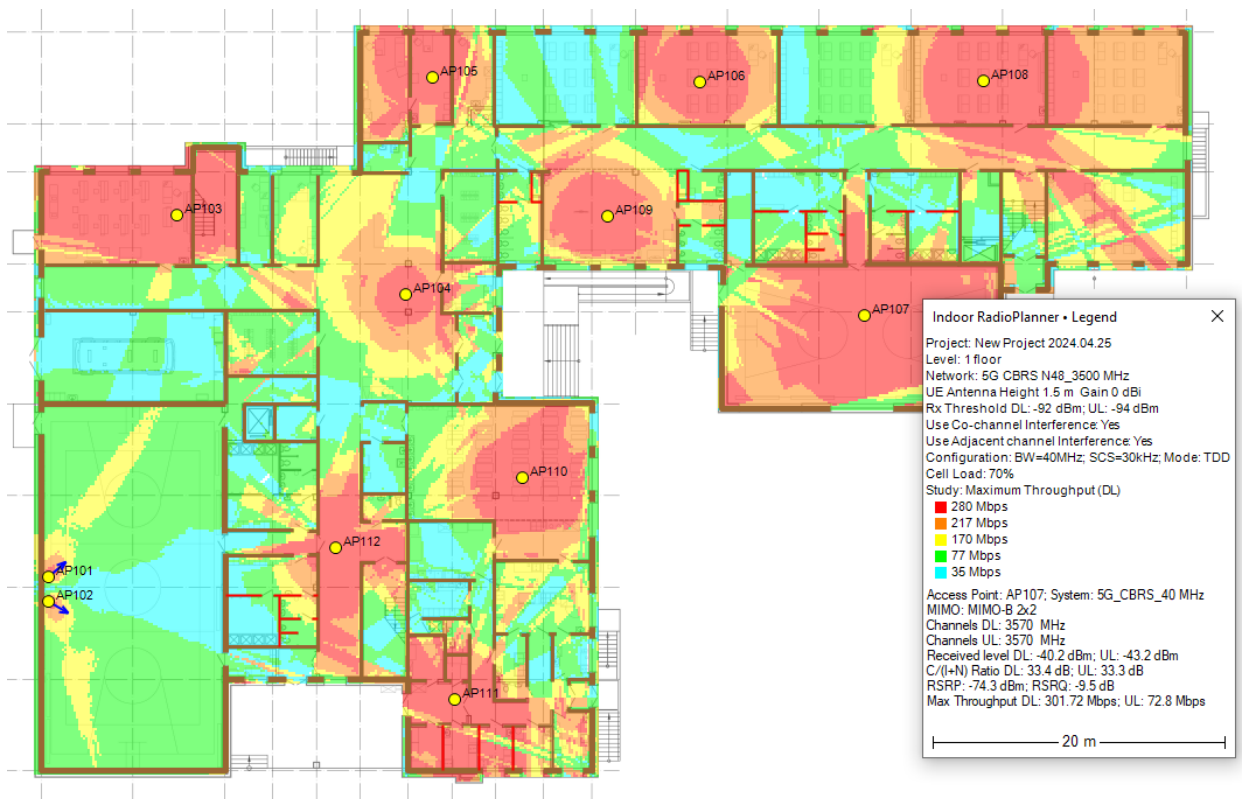 AP105
AP106
AP108
AP103
AP109
AP104
AP107
AP110
AP112
AP101
AP102
AP111
Indoor RadioPlanner • Legend
Project: New Project 2024.04.25
Level: 1 floor
Network: 5G CBRS N48_3500 MHz
UE Antenna Height 1.5 m Gain 0 dBi
Rx Threshold DL: -92 dBm; UL: -94 dBm
Use Co-channel Interference: Yes
Use Adjacent channel Interference: Yes
Configuration: BW=40MHz; SCS=30kHz; Mode: TDD
Cell Load: 70%
Study: Maximum Throughput (DL)
280 Mbps
217 Mbps
170 Mbps
77 Mbps
35 Mbps
Access Point: AP107; System: 5G_CBRS_40 MHz
MIMO: MIMO-B 2x2
Channels DL: 3570 MHz
Channels UL: 3570 MHz
Received level DL: -40.2 dBm; UL: -43.2 dBm
C/(I+N) Ratio DL: 33.4 dB; UL: 33.3 dB
RSRP: -74.3 dBm; RSRQ: -9.5 dB
Max Throughput DL: 301.72 Mbps; UL: 72.8 Mbps
20 m